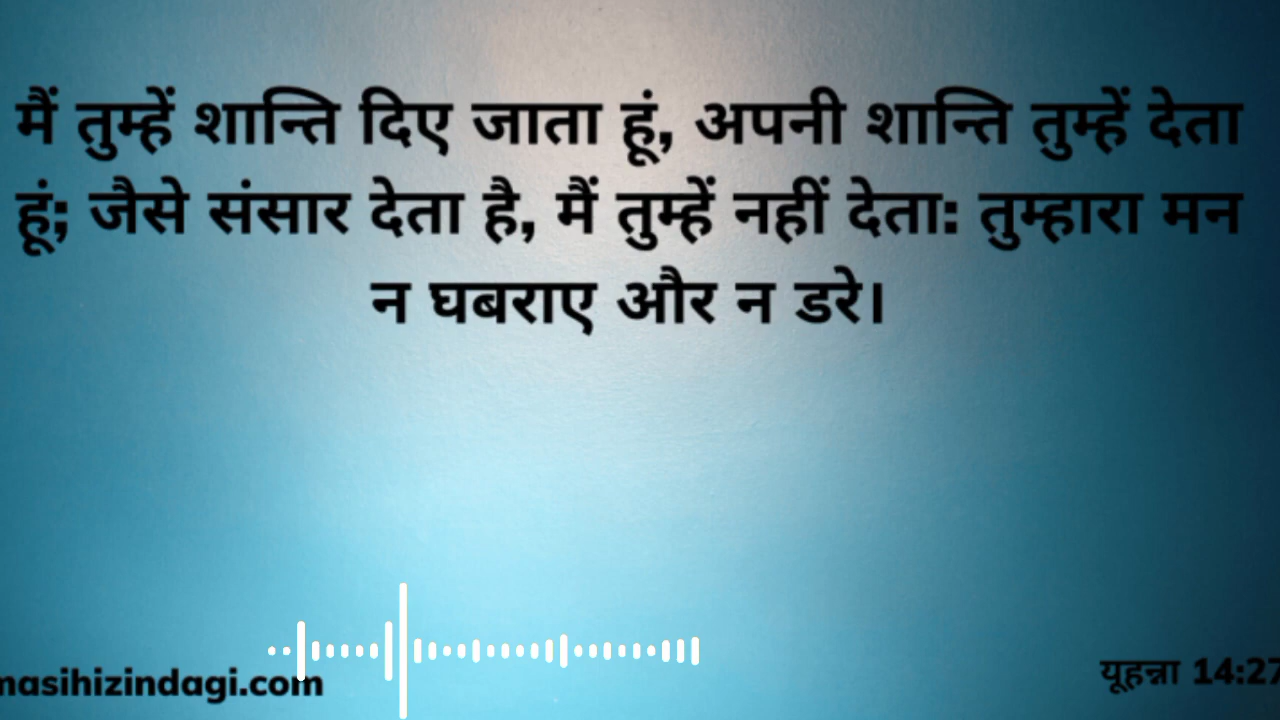 मैं तुम्हें शान्ति दिए जाता हूं, अपनी शान्ति तुम्हें देता
हूं; जैसे संसार देता है, मैं तुम्हें नहीं देता: तुम्हारा मन
न घबराए और न डरे।
masihizindagi.com
यूहन्ना 14:27